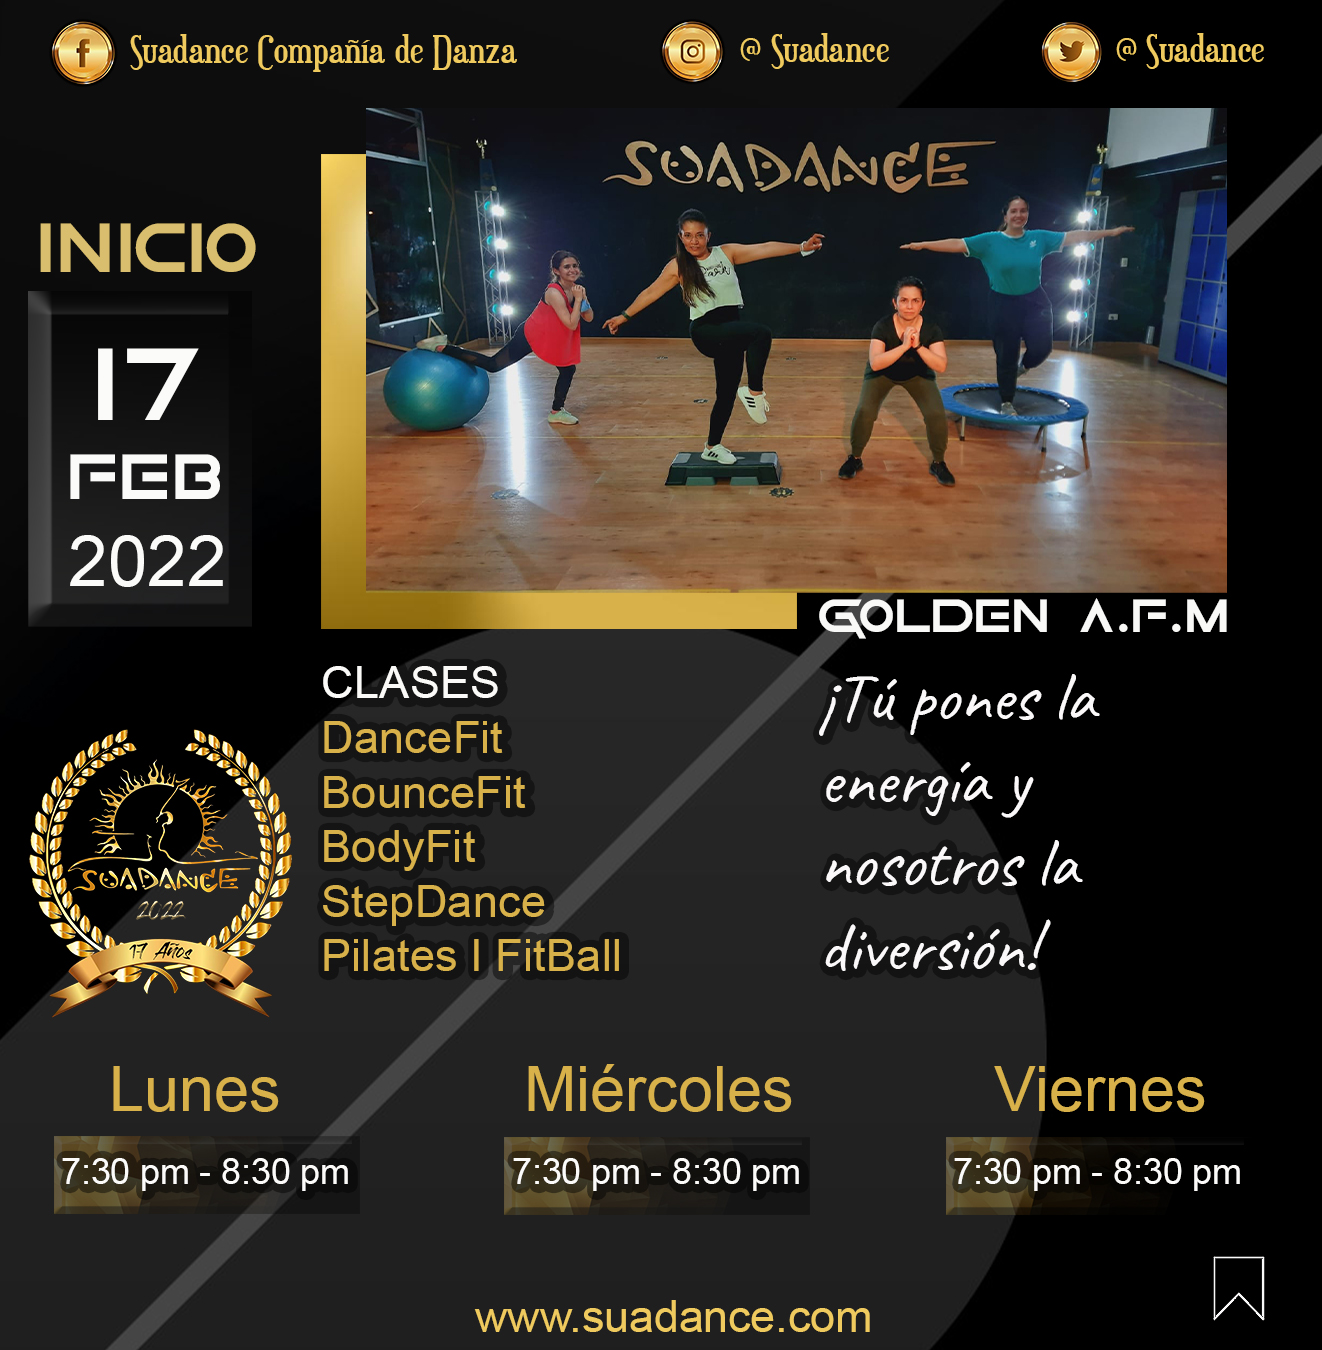 Suadance Compañía de Danza
@ Suadance
@ Suadance
SUADANCE
INICIO
17
FEB
2022
GOLDEN A.F.M
CLASES
DanceFit
BounceFit
BodyFit
StepDance
Pilates I FitBall
¡Tú pones la
energía y
nosotros la
diversión!
SUADANCE
2022
17 Años
Lunes
7:30 pm - 8:30 pm
Miércoles
7:30 pm - 8:30 pm
Viernes
7:30 pm - 8:30 pm
www.suadance.com